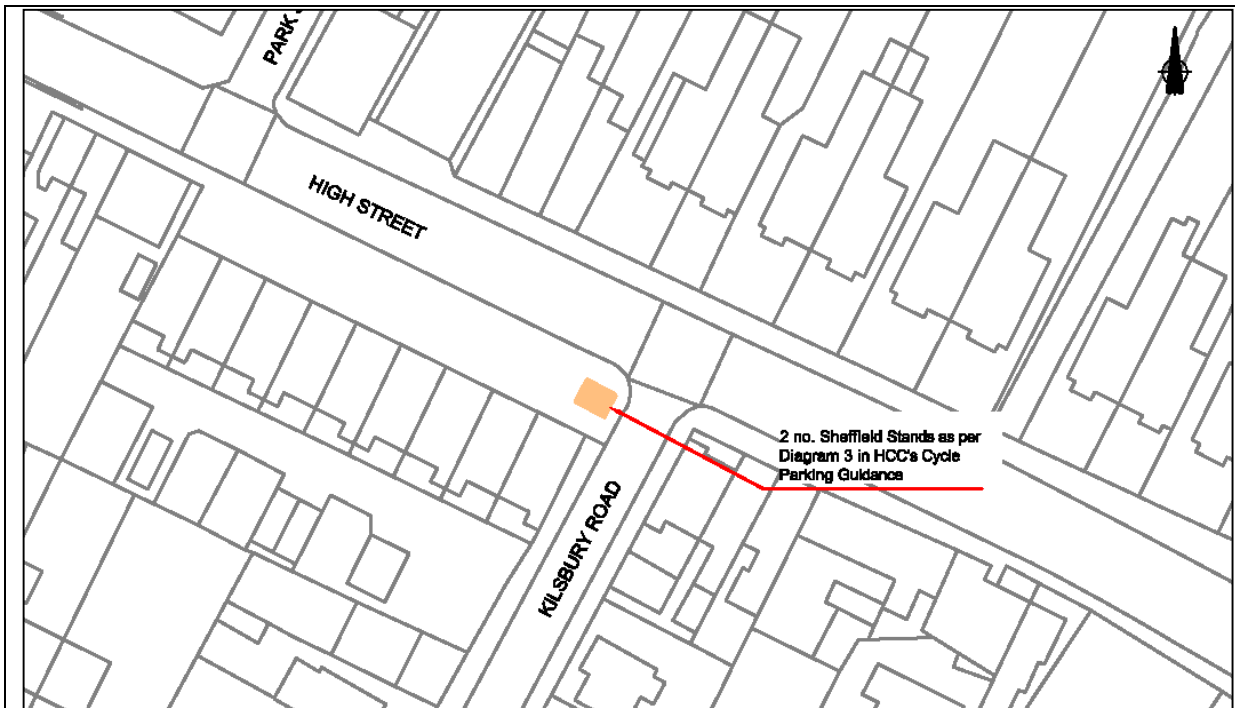 PARK
HIGH STREET
2 no. Sheffield Stands as per
Diagram 3 in HCC's Cycle
Parking Guidance
KILSBURY ROAD